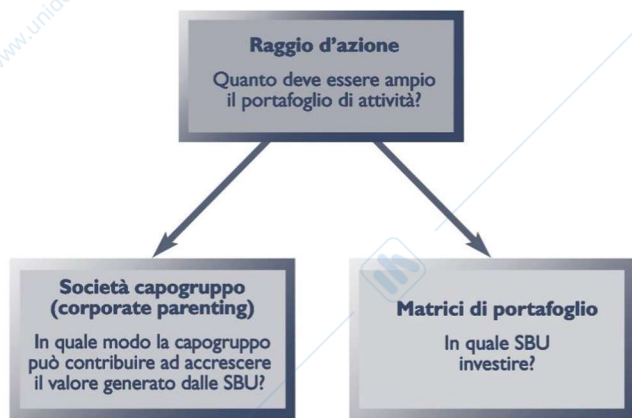 Raggio d'azione
Quanto deve essere ampio
il portafoglio di attività?
Società capogruppo
(corporate parenting)
In quale modo la capogruppo
può contribuire ad accrescere
il valore generato dalle SBU?
Matrici di portafoglio
In quale SBU
investire?